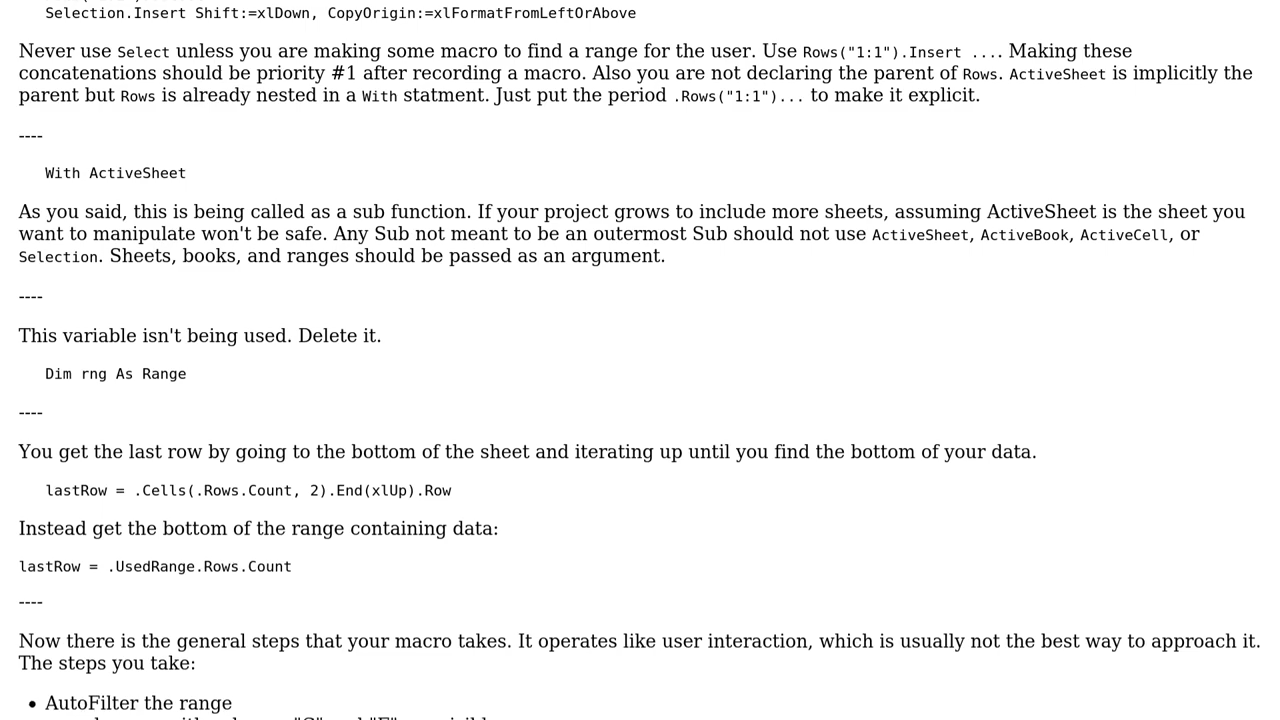 Selection.Insert Shift:=xlDown, CopyOrigin:=xlFormatFromLeftOrAbove
Never use Select unless you are making some macro to find a range for the user. Use Rows("1:1").Insert .... Making these
concatenations should be priority #1 after recording a macro. Also you are not declaring the parent of Rows. ActiveSheet is implicitly the
parent but Rows is already nested in a With statment. Just put the period .Rows("1:1")... to make it explicit.
----
With ActiveSheet
As you said, this is being called as a sub function. If your project grows to include more sheets, assuming ActiveSheet is the sheet you
want to manipulate won't be safe. Any Sub not meant to be an outermost Sub should not use ActiveSheet, ActiveBook, ActiveCell, or
Selection. Sheets, books, and ranges should be passed as an argument.
----
This variable isn't being used. Delete it.
Dim rng As Range
----
You get the last row by going to the bottom of the sheet and iterating up until you find the bottom of your data.
lastRow = .Cells(.Rows.Count, 2).End(xlUp).Row
Instead get the bottom of the range containing data:
lastRow = .UsedRange.Rows.Count
----
Now there is the general steps that your macro takes. It operates like user interaction, which is usually not the best way to approach it.
The steps you take:
• AutoFilter the range